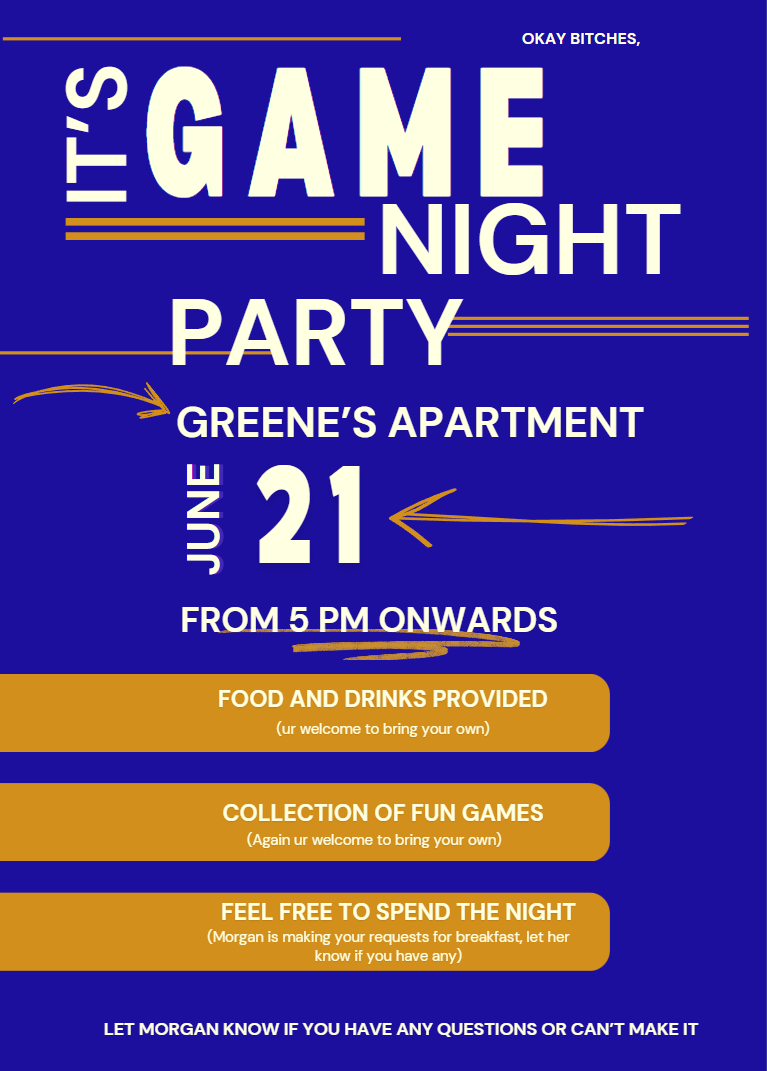 OKAY BITCHES,
IT'S GAME
NIGHT
PARTY
GREENE'S APARTMENT
JUNE 21
FROM 5 PM ONWARDS
FOOD AND DRINKS PROVIDED
(ur welcome to bring your own)
COLLECTION OF FUN GAMES
(Again ur welcome to bring your own)
FEEL FREE TO SPEND THE NIGHT
(Morgan is making your requests for breakfast, let her
know if you have any)
LET MORGAN KNOW IF YOU HAVE ANY QUESTIONS OR CAN'T MAKE IT